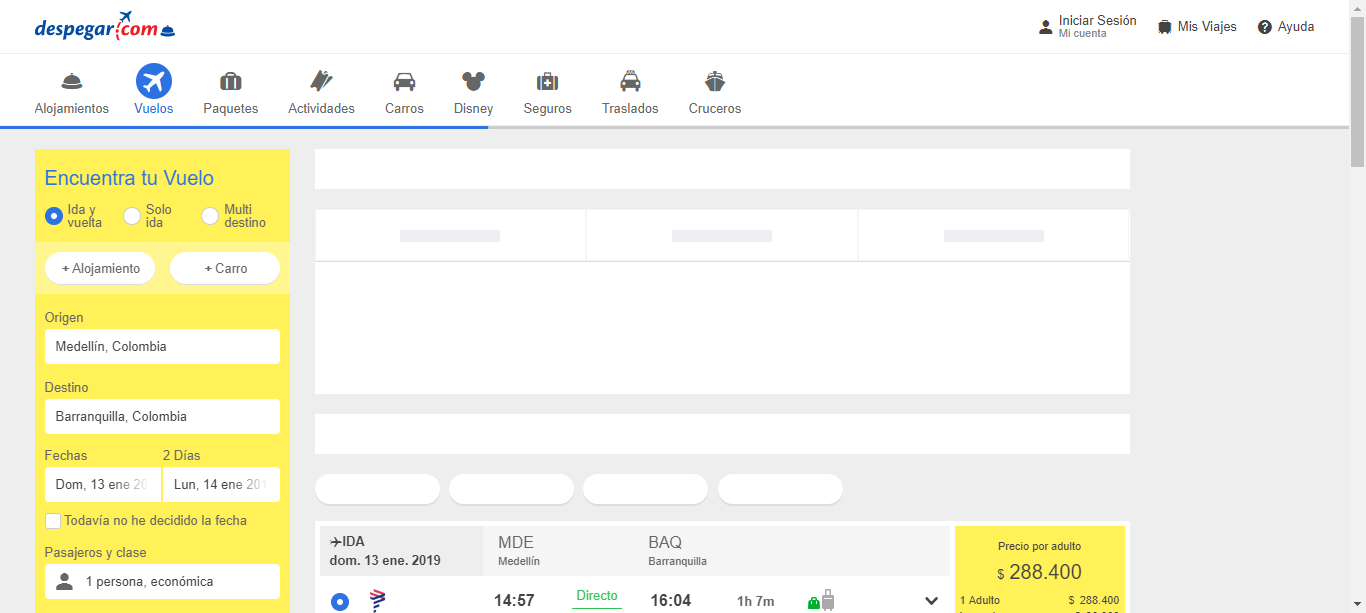 despegar.com
Iniciar Sesión
Mi cuenta
Mis Viajes
Ayuda
Alojamientos
Vuelos
Paquetes
Actividades
Carros
Disney
Seguros
Traslados
Cruceros
Encuentra tu Vuelo
Ida y
vuelta
Solo
ida
Multi
destino
+ Alojamiento
+ Carro
Origen
Medellín, Colombia
Destino
Barranquilla, Colombia
Fechas
2 Días
Dom, 13 ene 20
Lun, 14 ene 201
Todavía no he decidido la fecha
Pasajeros y clase
1 persona, económica
IDA
dom. 13 ene. 2019
MDE
Medellín
BAQ
Barranquilla
14:57
Directo
16:04
1h 7m
Precio por adulto
$ 288.400
1 Adulto
$ 288.400